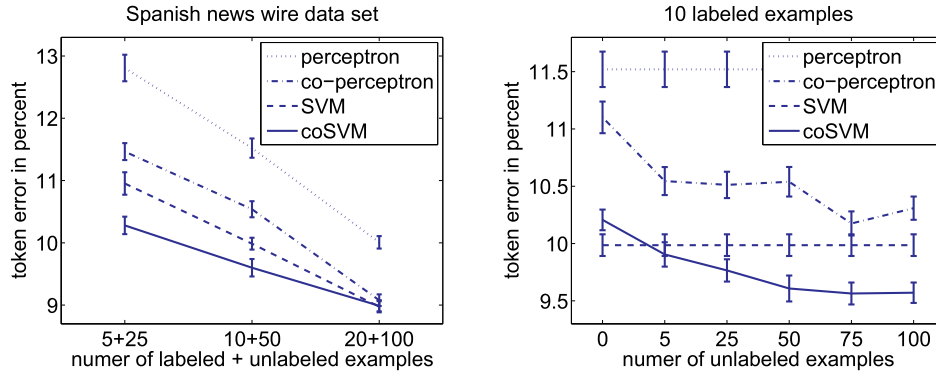 Spanish news wire data set
token error in percent
13
12
11
10
9
perceptron
co-perceptron
SVM
coSVM
5+25 10+50 20+100
numer of labeled + unlabeled examples
10 labeled examples
token error in percent
11.5
11
10.5
10
9.5
perceptron
co-perceptron
SVM
coSVM
0 5 25 50 75 100
numer of unlabeled examples